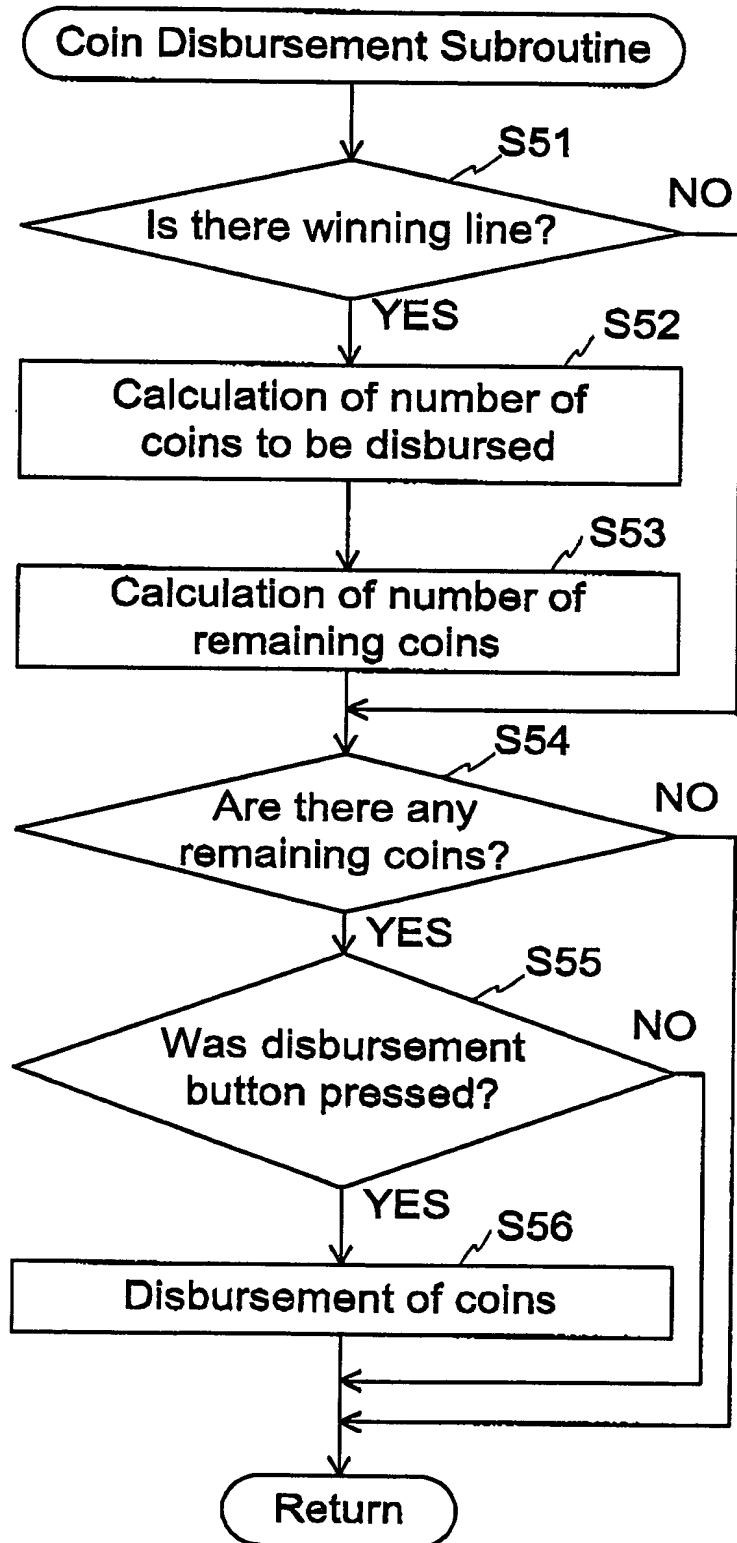 Coin Disbursement Subroutine
S51
Is there winning line?
NO
YES
S52
Calculation of number of
coins to be disbursed
S53
Calculation of number of
remaining coins
S54
Are there any
remaining coins?
NO
YES
S55
Was disbursement
button pressed?
NO
YES
S56
Disbursement of coins
Return